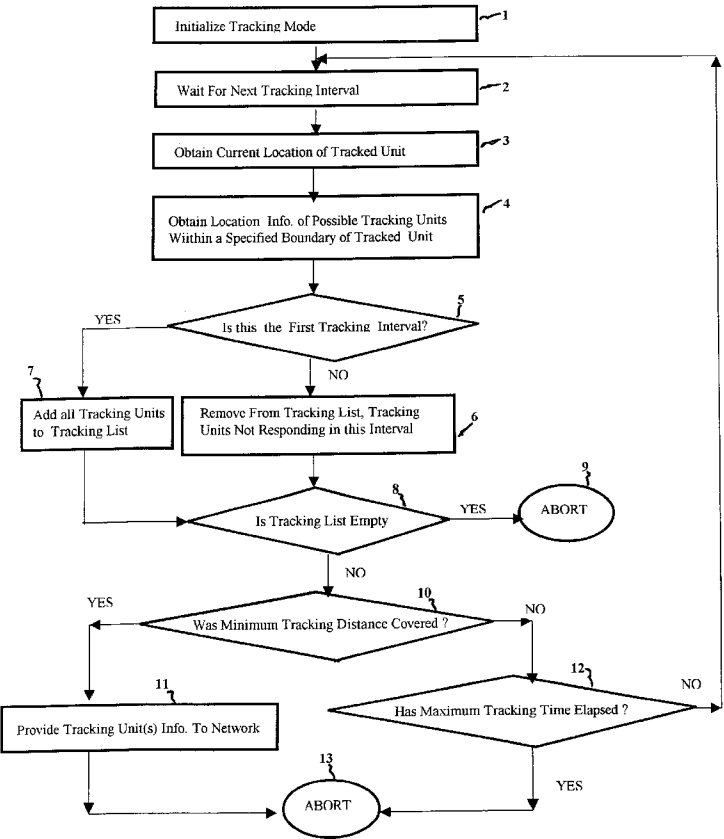 Initialize Tracking Mode
1
Wait For Next Tracking Interval
2
Obtain Current Location of Tracked Unit
3
Obtain Location Info. of Possible Tracking Units
Wiithin a Specified Boundary of Tracked Unit
4
5
Is this the First Tracking Interval?
YES
NO
7
Add all Tracking Units
to Tracking List
Remove From Tracking List, Tracking
Units Not Responding in this Interval
6
8
Is Tracking List Empty
YES
9
ABORT
NO
10
Was Minimum Tracking Distance Covered ?
YES
NO
11
Provide Tracking Unit(s) Info. To Network
12
Has Maximum Tracking Time Elapsed ?
NO
YES
13
ABORT